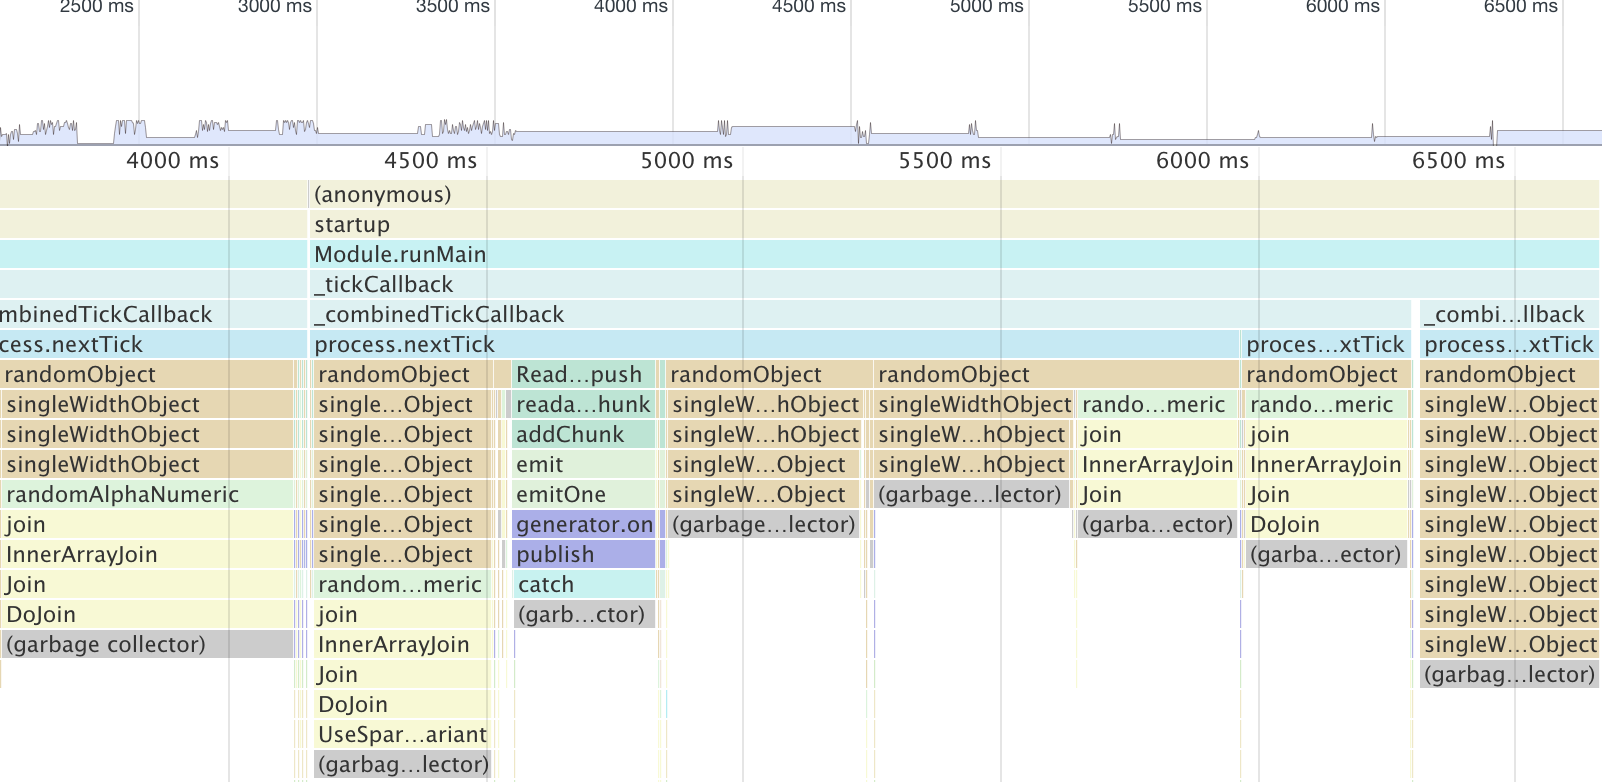 2500 ms 3000 ms 3500 ms 4000 ms 4500 ms 5000 ms 5500 ms 6000 ms 6500 ms
4000 ms 4500 ms 5000 ms 5500 ms 6000 ms 6500 ms
(anonymous)
startup
Module.runMain
_tickCallback
mbinedTickCallback _combinedTickCallback _combi...llback
cess.nextTick process.nextTick proces...xtTick process...xtTick
randomObject randomObject Read...push randomObject randomObject randomObject randomObject
singleWidthObject single...Object reada...hunk singleW...hObject singleWidthObject rando...meric rando...meric singleW...Object
singleWidthObject single...Object addChunk singleW...hObject singleW...hObject join join singleW...Object
singleWidthObject single...Object emit singleW...Object singleW...hObject InnerArrayJoin InnerArrayJoin singleW...Object
randomAlphaNumeric single...Object emitOne singleW...Object (garbage...lector) Join Join singleW...Object
join single...Object generator.on (garbage...lector) (garba...ector) DoJoin singleW...Object
InnerArrayJoin single...Object publish (garba...ector) singleW...Object
Join random...meric catch singleW...Object
DoJoin join (garb...ctor) singleW...Object
(garbage collector) InnerArrayJoin singleW...Object
Join (garbag...lector)
DoJoin
UseSpar...ariant
(garbag...lector)